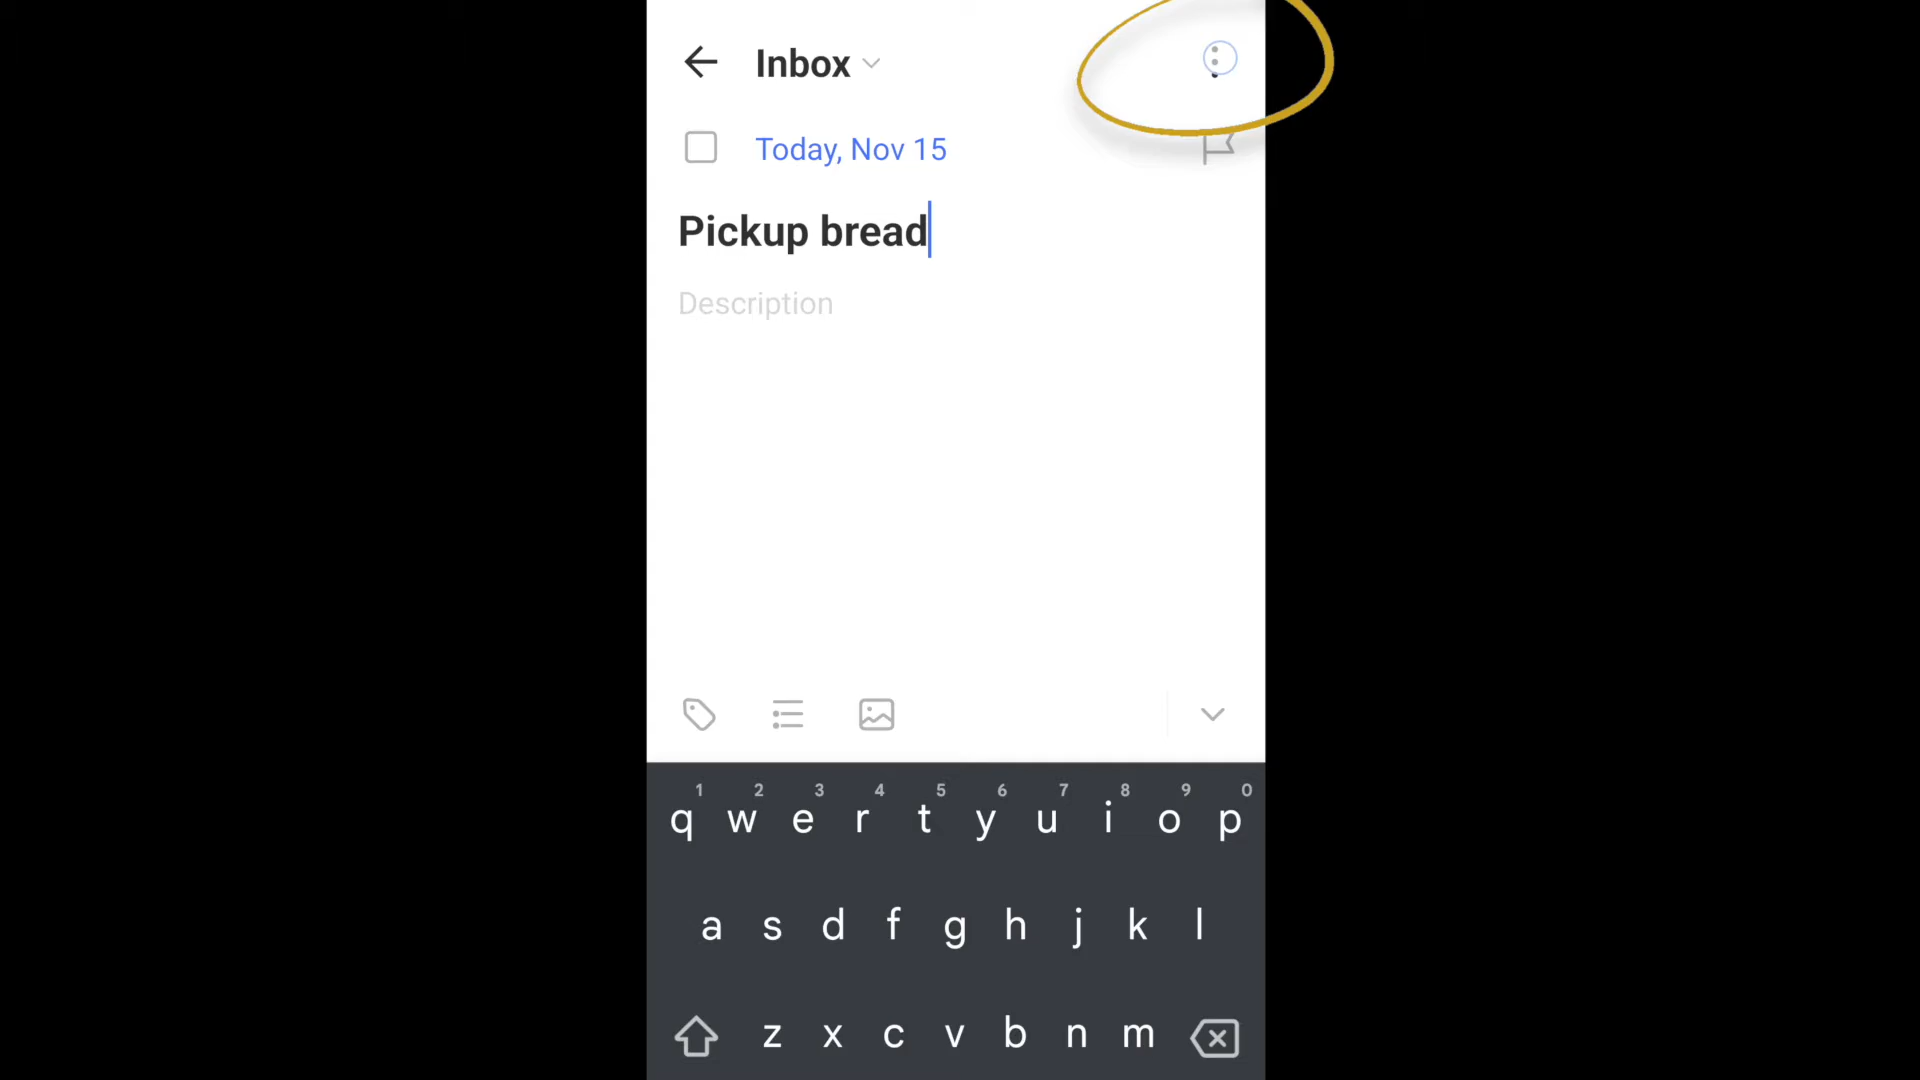 Inbox
Today, Nov 15
Pickup bread
Description
1 2 3 4 5 6 7 8 9 0
q w e r t y u i o p
a s d f g h j k l
z x c v b n m